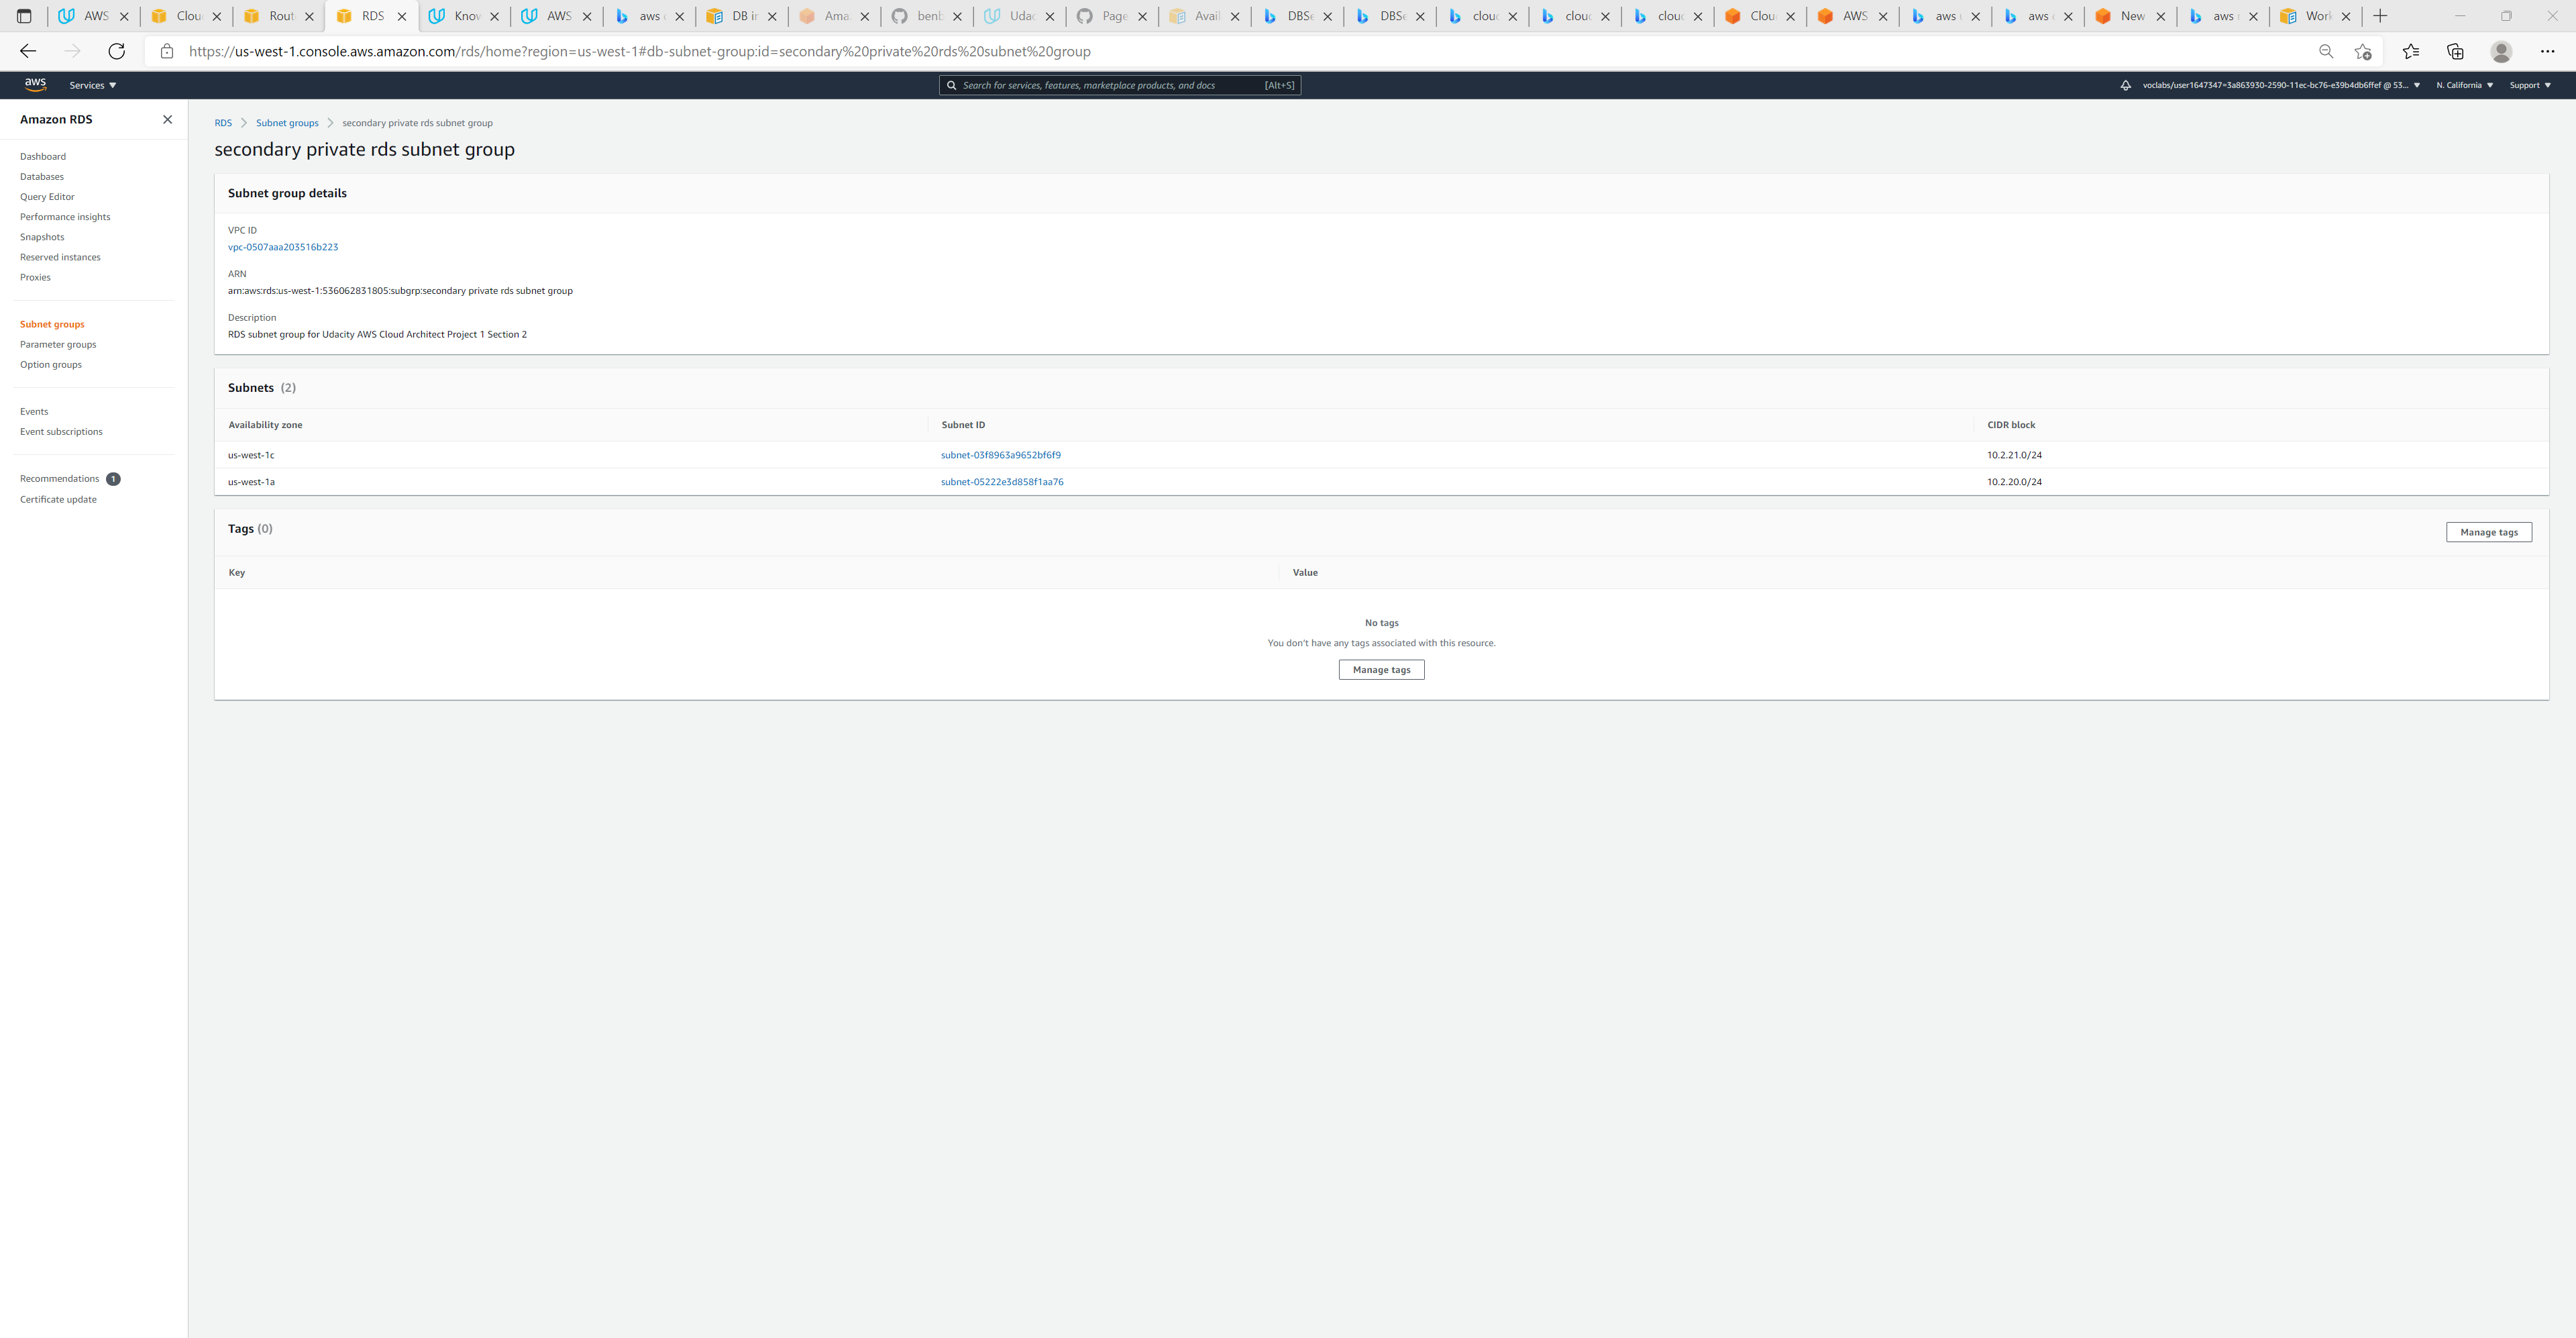 AWS
Clou
Rout
RDS
Know
AWS
aws c
DB in
Ama
benb
Udac
Page
Avail
DBSe
DBSe
cloud
cloud
cloud
Clou
AWS
aws
aws c
New
aws
Work
https://us-west-1.console.aws.amazon.com/rds/home?region=us-west-1#db-subnet-group:id=secondary%20private%20rds%20subnet%20group
aws
Services
Search for services, features, marketplace products, and docs
[Alt+S]
voclabs/user1647347=3a863930-2590-11ec-bc76-e39b4db6ffef @ 53...
N. California
Support
Amazon RDS
Dashboard
Databases
Query Editor
Performance insights
Snapshots
Reserved instances
Proxies
Subnet groups
Parameter groups
Option groups
Events
Event subscriptions
Recommendations 1
Certificate update
RDS
Subnet groups
secondary private rds subnet group
secondary private rds subnet group
Subnet group details
VPC ID
vpc-0507aaa203516b223
ARN
arn:aws:rds:us-west-1:536062831805:subgrp:secondary private rds subnet group
Description
RDS subnet group for Udacity AWS Cloud Architect Project 1 Section 2
Subnets (2)
Availability zone Subnet ID CIDR block
us-west-1c subnet-03f8963a9652bf6f9 10.2.21.0/24
us-west-1a subnet-05222e3d858f1aa76 10.2.20.0/24
Tags (0)
Manage tags
Key Value
No tags
You don't have any tags associated with this resource.
Manage tags